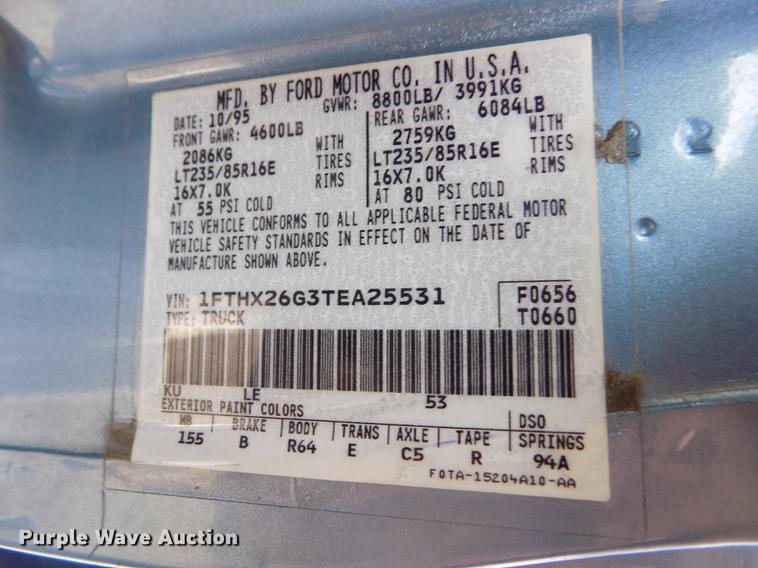 MFD. BY FORD MOTOR CO. IN U.S.A.
DATE: 10/95 GVWR: 8800LB/ 3991KG
FRONT GAWR: 4600LB REAR GAWR: 6084LB
2086KG WITH 2759KG WITH
LT235/85R16E TIRES LT235/85R16E TIRES
16X7.0K RIMS 16X7.0K RIMS
AT 55 PSI COLD AT 80 PSI COLD
THIS VEHICLE CONFORMS TO ALL APPLICABLE FEDERAL MOTOR
VEHICLE SAFETY STANDARDS IN EFFECT ON THE DATE OF
MANUFACTURE SHOWN ABOVE.
VIN: 1FTHX26G3TEA25531 F0656
TYPE: TRUCK T0660
KU LE 53
EXTERIOR PAINT COLORS DSO
WB BRAKE BODY TRANS AXLE TAPE SPRINGS
155 B R64 E C5 R 94A
F0TA-15204A10-AA
Purple Wave Auction